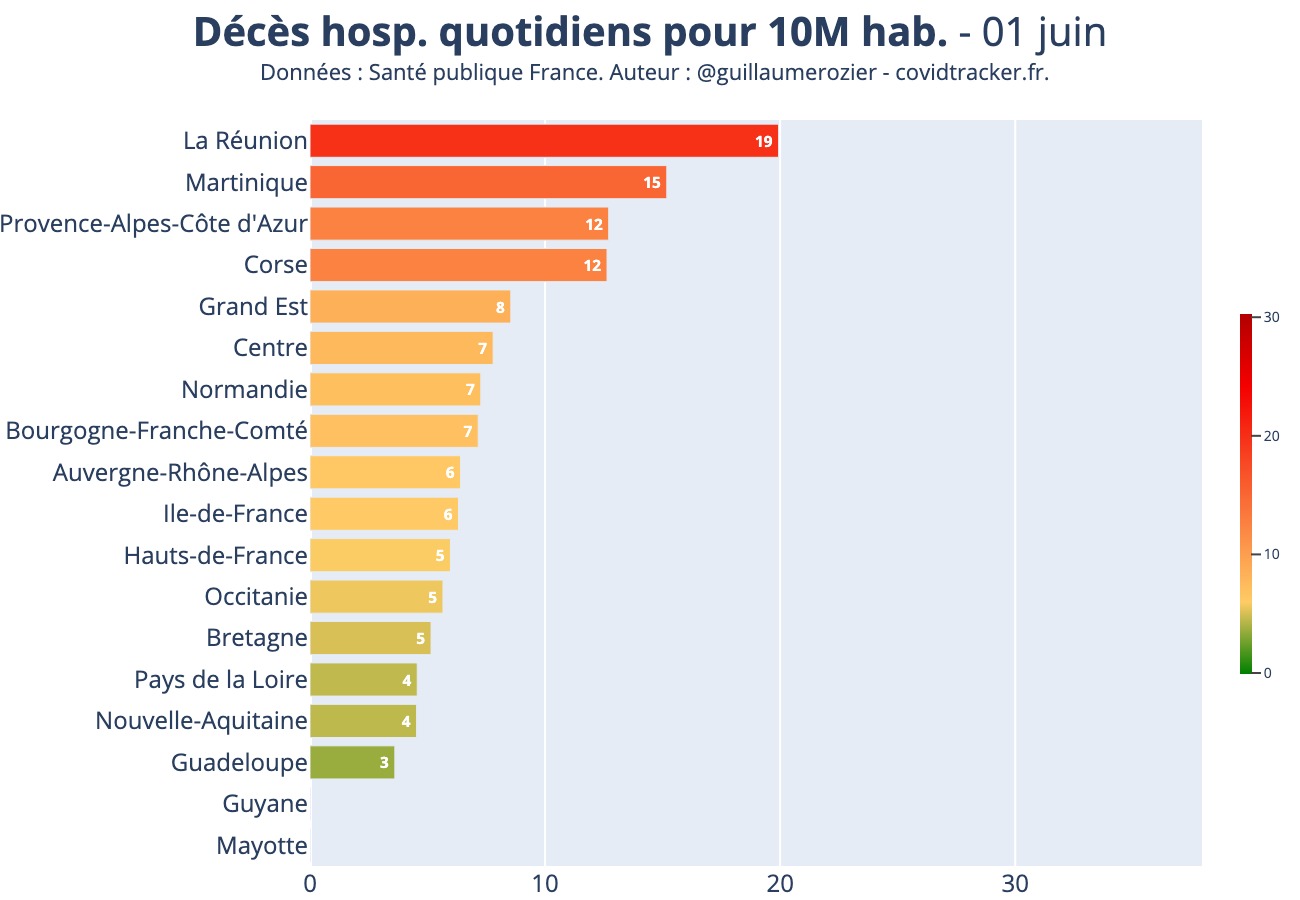 Décès hosp. quotidiens pour 10M hab. - 01 juin
Données : Santé publique France. Auteur : @guillaumerozier - covidtracker.fr.
La Réunion 19
Martinique 15
Provence-Alpes-Côte d'Azur 12
Corse 12
Grand Est 8
Centre 7
Normandie 7
Bourgogne-Franche-Comté 7
Auvergne-Rhône-Alpes 6
Ile-de-France 6
Hauts-de-France 5
Occitanie 5
Bretagne 5
Pays de la Loire 4
Nouvelle-Aquitaine 4
Guadeloupe 3
Guyane
Mayotte
0 10 20 30
30
20
10
0